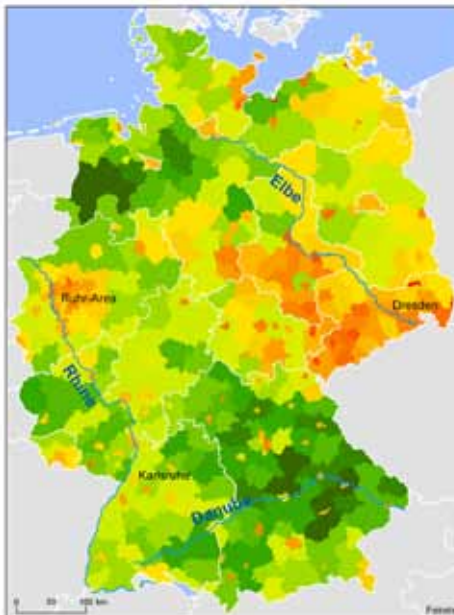 Elbe
Ruhr-Area
Dresden
Rhine
Karlsruhe
Danube
0 50 100 km